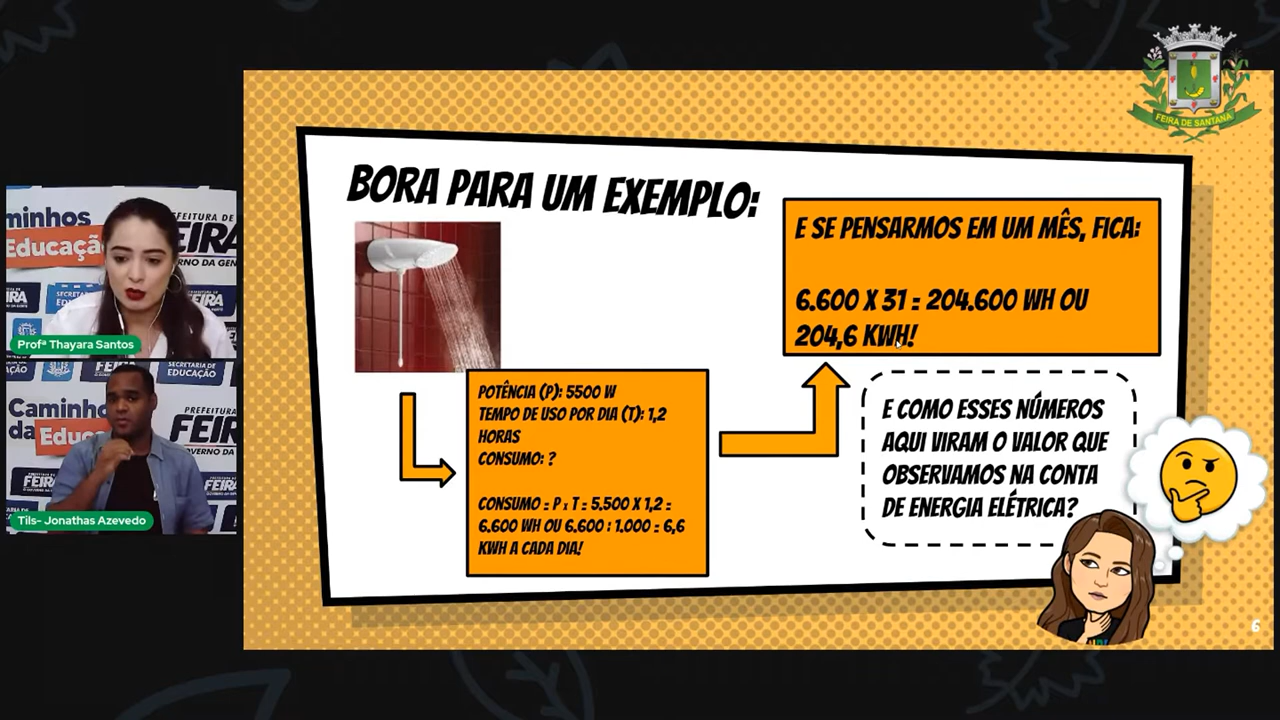 FEIRA DE SANTANA
BORA PARA UM EXEMPLO:
E SE PENSARMOS EM UM MÊS, FICA:
6.600 X 31 = 204.600 WH OU
204,6 KWH!
POTÊNCIA (P): 5500 W
TEMPO DE USO POR DIA (T): 1,2
HORAS
CONSUMO: ?
CONSUMO = P x T = 5.500 X 1,2 =
6.600 WH OU 6.600 : 1.000 = 6,6
KWH A CADA DIA!
E COMO ESSES NÚMEROS
AQUI VIRAM O VALOR QUE
OBSERVAMOS NA CONTA
DE ENERGIA ELÉTRICA?
6
minhos
Educação
FEIRA
Profª Thayara Santos
Caminhos
da Educ
PREFEITURA
FEIRA
SECRETARIA DE
EDUCAÇÃO
Tils- Jonathas Azevedo